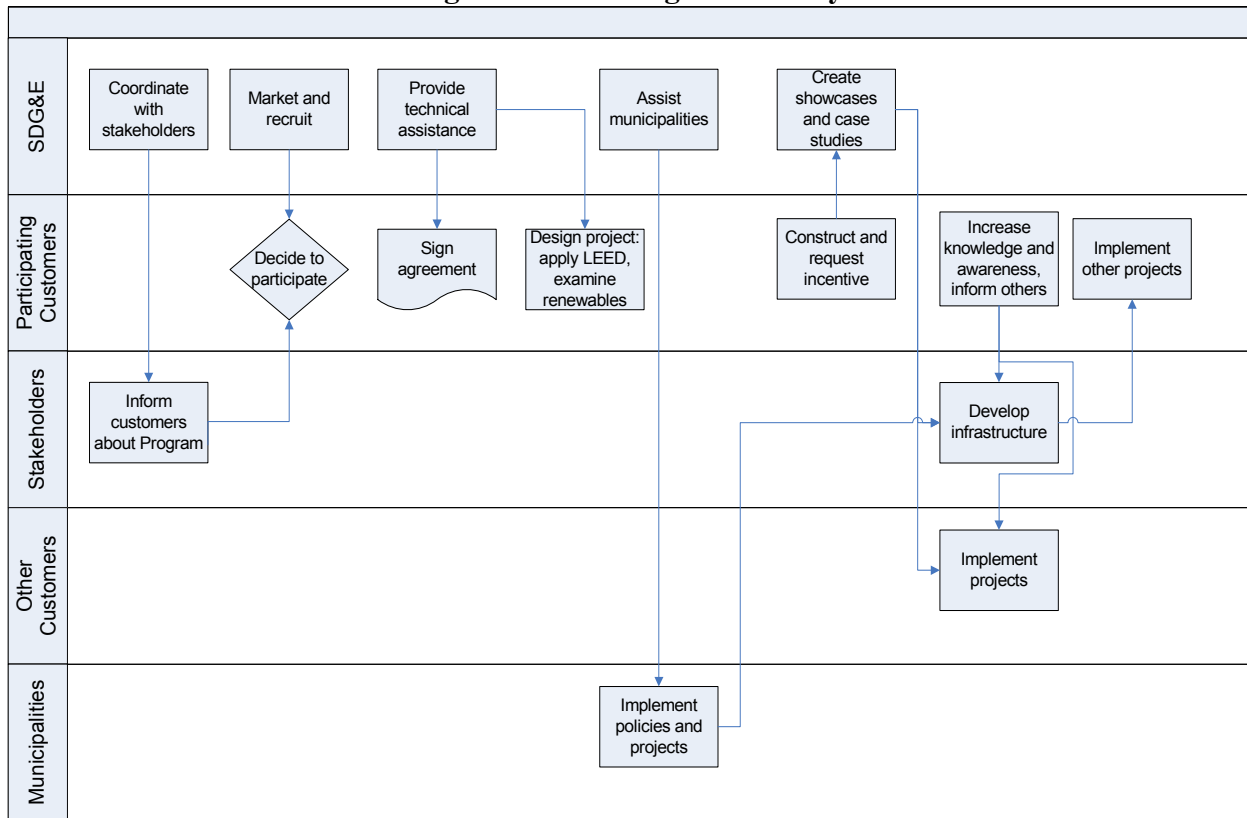 SDG&E
Coordinate
with
stakeholders
Market and
recruit
Provide
technical
assistance
Assist
municipalities
Create
showcases
and case
studies
Participating
Customers
Decide to
participate
Sign
agreement
Design project:
apply LEED,
examine
renewables
Construct and
request
incentive
Increase
knowledge and
awareness,
inform others
Implement
other projects
Stakeholders
Inform
customers
about Program
Develop
infrastructure
Other
Customers
Implement
projects
Municipalities
Implement
policies and
projects